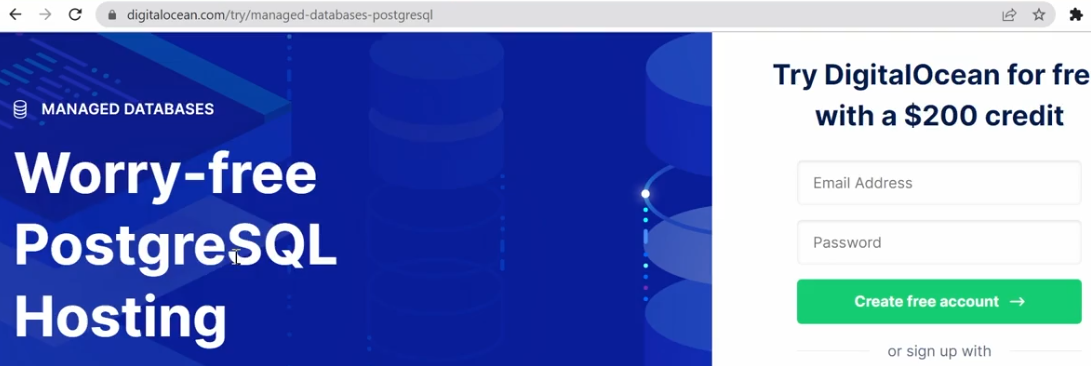 digitalocean.com/try/managed-databases-postgresql
MANAGED DATABASES
Worry-free
PostgreSQL
Hosting
Try DigitalOcean for fre
with a $200 credit
Email Address
Password
Create free account →
or sign up with